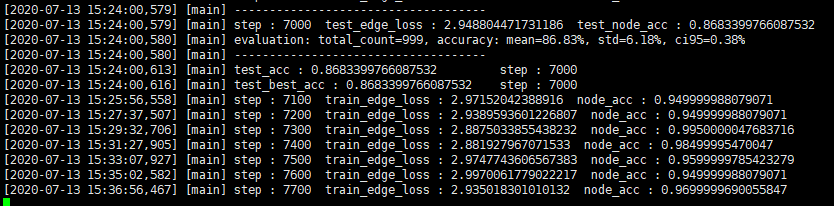 [2020-07-13 15:24:00,579] [main] ------------------------------------
[2020-07-13 15:24:00,579] [main] step : 7000  test_edge_loss : 2.948804471731186  test_node_acc : 0.8683399766087532
[2020-07-13 15:24:00,580] [main] evaluation: total_count=999, accuracy: mean=86.83%, std=6.18%, ci95=0.38%
[2020-07-13 15:24:00,580] [main] ------------------------------------
[2020-07-13 15:24:00,613] [main] test_acc : 0.8683399766087532         step : 7000
[2020-07-13 15:24:00,616] [main] test_best_acc : 0.8683399766087532    step : 7000
[2020-07-13 15:25:56,558] [main] step : 7100  train_edge_loss : 2.97152042388916  node_acc : 0.949999988079071
[2020-07-13 15:27:37,507] [main] step : 7200  train_edge_loss : 2.9389593601226807  node_acc : 0.949999988079071
[2020-07-13 15:29:32,706] [main] step : 7300  train_edge_loss : 2.8875033855438232  node_acc : 0.9950000047683716
[2020-07-13 15:31:27,905] [main] step : 7400  train_edge_loss : 2.881927967071533  node_acc : 0.98499995470047
[2020-07-13 15:33:07,927] [main] step : 7500  train_edge_loss : 2.9747743606567383  node_acc : 0.9599999785423279
[2020-07-13 15:35:02,582] [main] step : 7600  train_edge_loss : 2.9970061779022217  node_acc : 0.949999988079071
[2020-07-13 15:36:56,467] [main] step : 7700  train_edge_loss : 2.935018301010132  node_acc : 0.9699999690055847